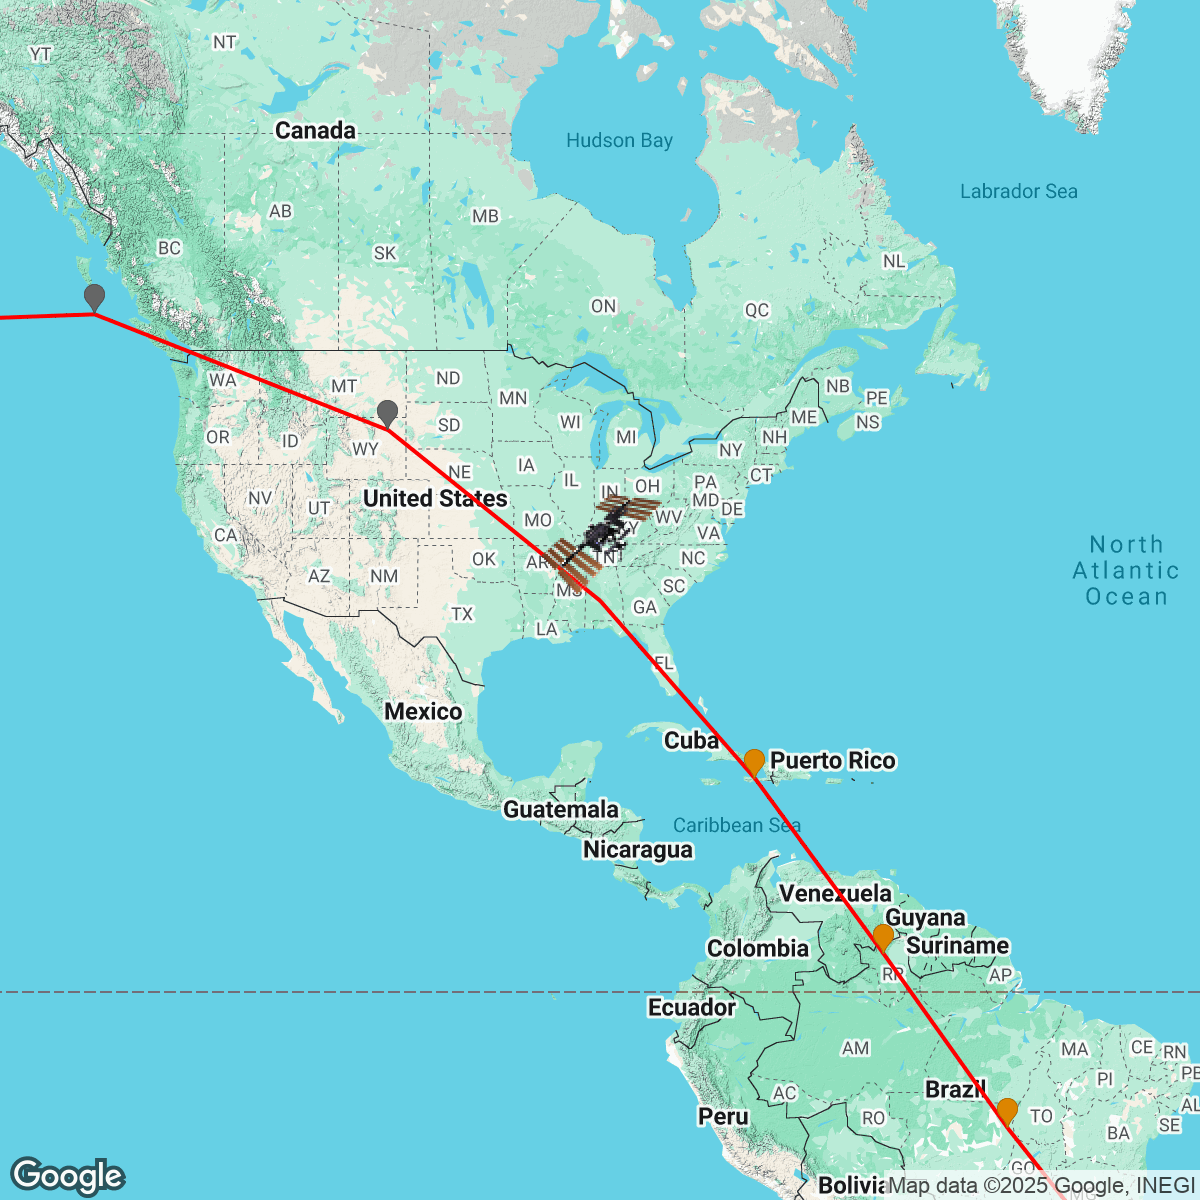 YT
NT
Canada
Hudson Bay
Labrador Sea
AB
MB
BC
SK
NL
ON
QC
WA
MT
ND
MN
NB
PE
NS
ME
OR
ID
WY
SD
WI
MI
NH
NY
CT
NE
IA
IL
IN
OH
PA
MD
DE
United States
NV
UT
MO
WV
VA
KY
CA
AZ
NM
OK
AR
TN
NC
SC
MS
GA
TX
LA
FL
North
Atlantic
Ocean
Mexico
Cuba
Puerto Rico
Guatemala
Caribbean Sea
Nicaragua
Venezuela
Guyana
Colombia
Suriname
RR
AP
Ecuador
AM
MA
CE
RN
PI
PE
Brazil
AC
RO
TO
AL
SE
BA
Peru
GO
MG
Bolivia
Google
Map data ©2025 Google, INEGI